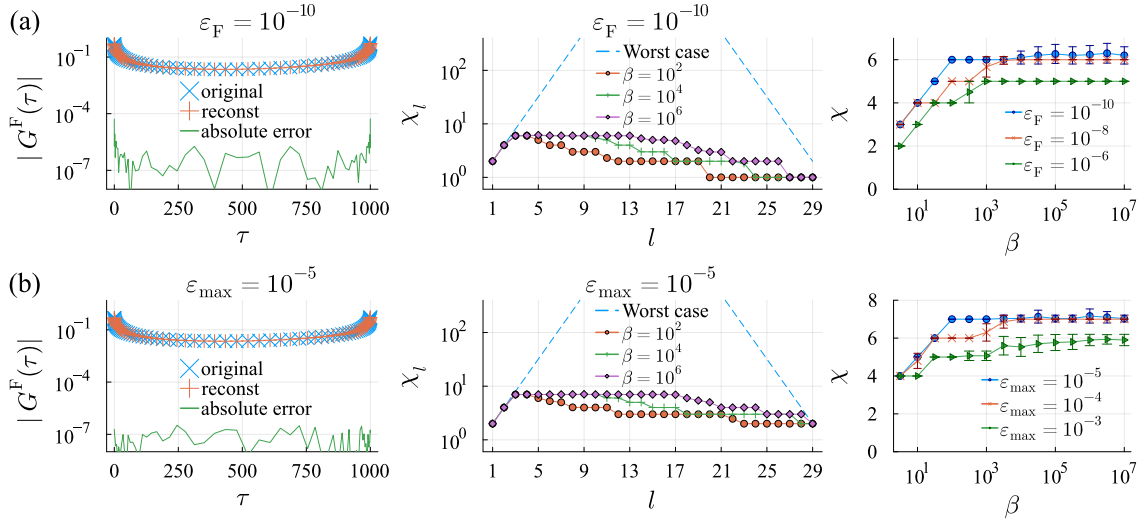 (a)
ε_F = 10^−10
| G^F(τ) |
10^−1
10^−4
10^−7
original
reconst
absolute error
0 250 500 750 1000
τ
ε_F = 10^−10
χ_l
10^2
10^1
10^0
Worst case
β = 10^2
β = 10^4
β = 10^6
1 5 9 13 17 21 25 29
l
χ
6
4
2
0
ε_F = 10^−10
ε_F = 10^−8
ε_F = 10^−6
10^1 10^3 10^5 10^7
β
(b)
ε_max = 10^−5
| G^F(τ) |
10^−1
10^−4
10^−7
original
reconst
absolute error
0 250 500 750 1000
τ
ε_max = 10^−5
χ_l
10^2
10^1
10^0
Worst case
β = 10^2
β = 10^4
β = 10^6
1 5 9 13 17 21 25 29
l
χ
8
6
4
2
0
ε_max = 10^−5
ε_max = 10^−4
ε_max = 10^−3
10^1 10^3 10^5 10^7
β